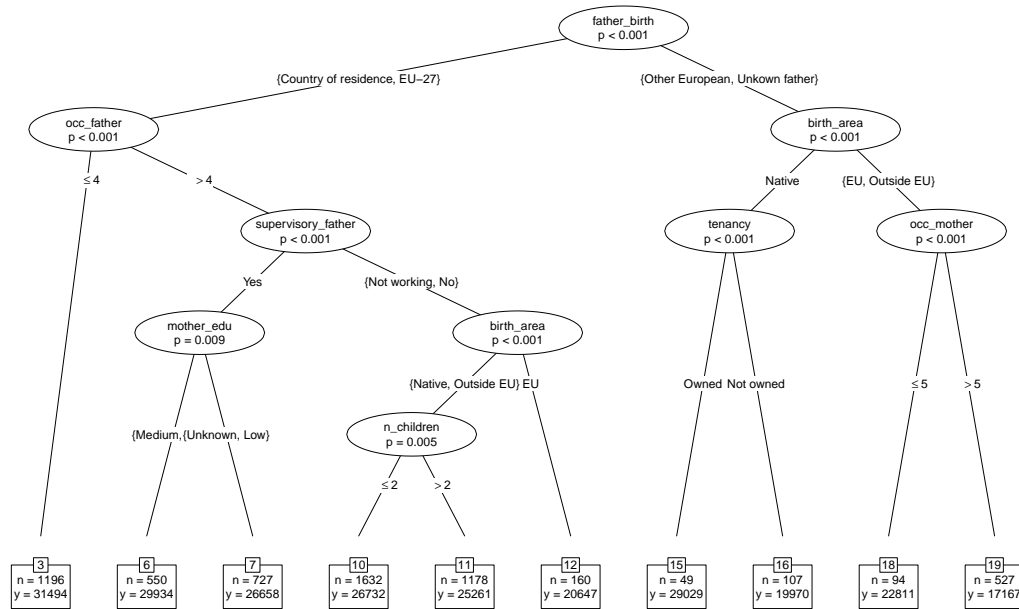 father_birth
p < 0.001
{Country of residence, EU−27}
{Other European, Unkown father}
occ_father
p < 0.001
birth_area
p < 0.001
≤ 4
> 4
Native
{EU, Outside EU}
supervisory_father
p < 0.001
tenancy
p < 0.001
occ_mother
p < 0.001
Yes
{Not working, No}
mother_edu
p = 0.009
birth_area
p < 0.001
{Native, Outside EU}
EU
Owned
Not owned
≤ 5
> 5
{Medium,
{Unknown, Low}
n_children
p = 0.005
≤ 2
> 2
3
n = 1196
y = 31494
6
n = 550
y = 29934
7
n = 727
y = 26658
10
n = 1632
y = 26732
11
n = 1178
y = 25261
12
n = 160
y = 20647
15
n = 49
y = 29029
16
n = 107
y = 19970
18
n = 94
y = 22811
19
n = 527
y = 17167